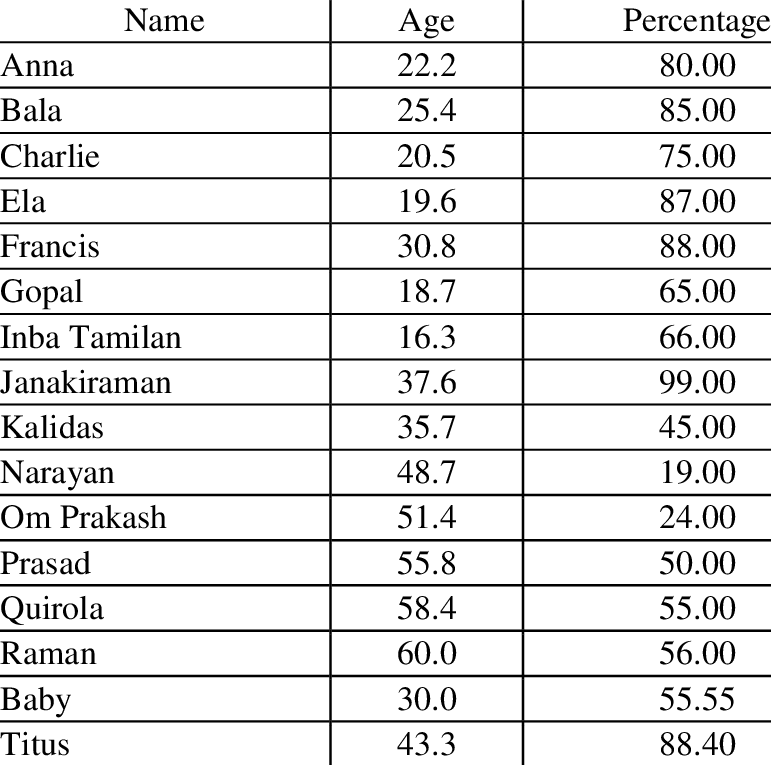 Name Age Percentage
Anna 22.2 80.00
Bala 25.4 85.00
Charlie 20.5 75.00
Ela 19.6 87.00
Francis 30.8 88.00
Gopal 18.7 65.00
Inba Tamilan 16.3 66.00
Janakiraman 37.6 99.00
Kalidas 35.7 45.00
Narayan 48.7 19.00
Om Prakash 51.4 24.00
Prasad 55.8 50.00
Quirola 58.4 55.00
Raman 60.0 56.00
Baby 30.0 55.55
Titus 43.3 88.40